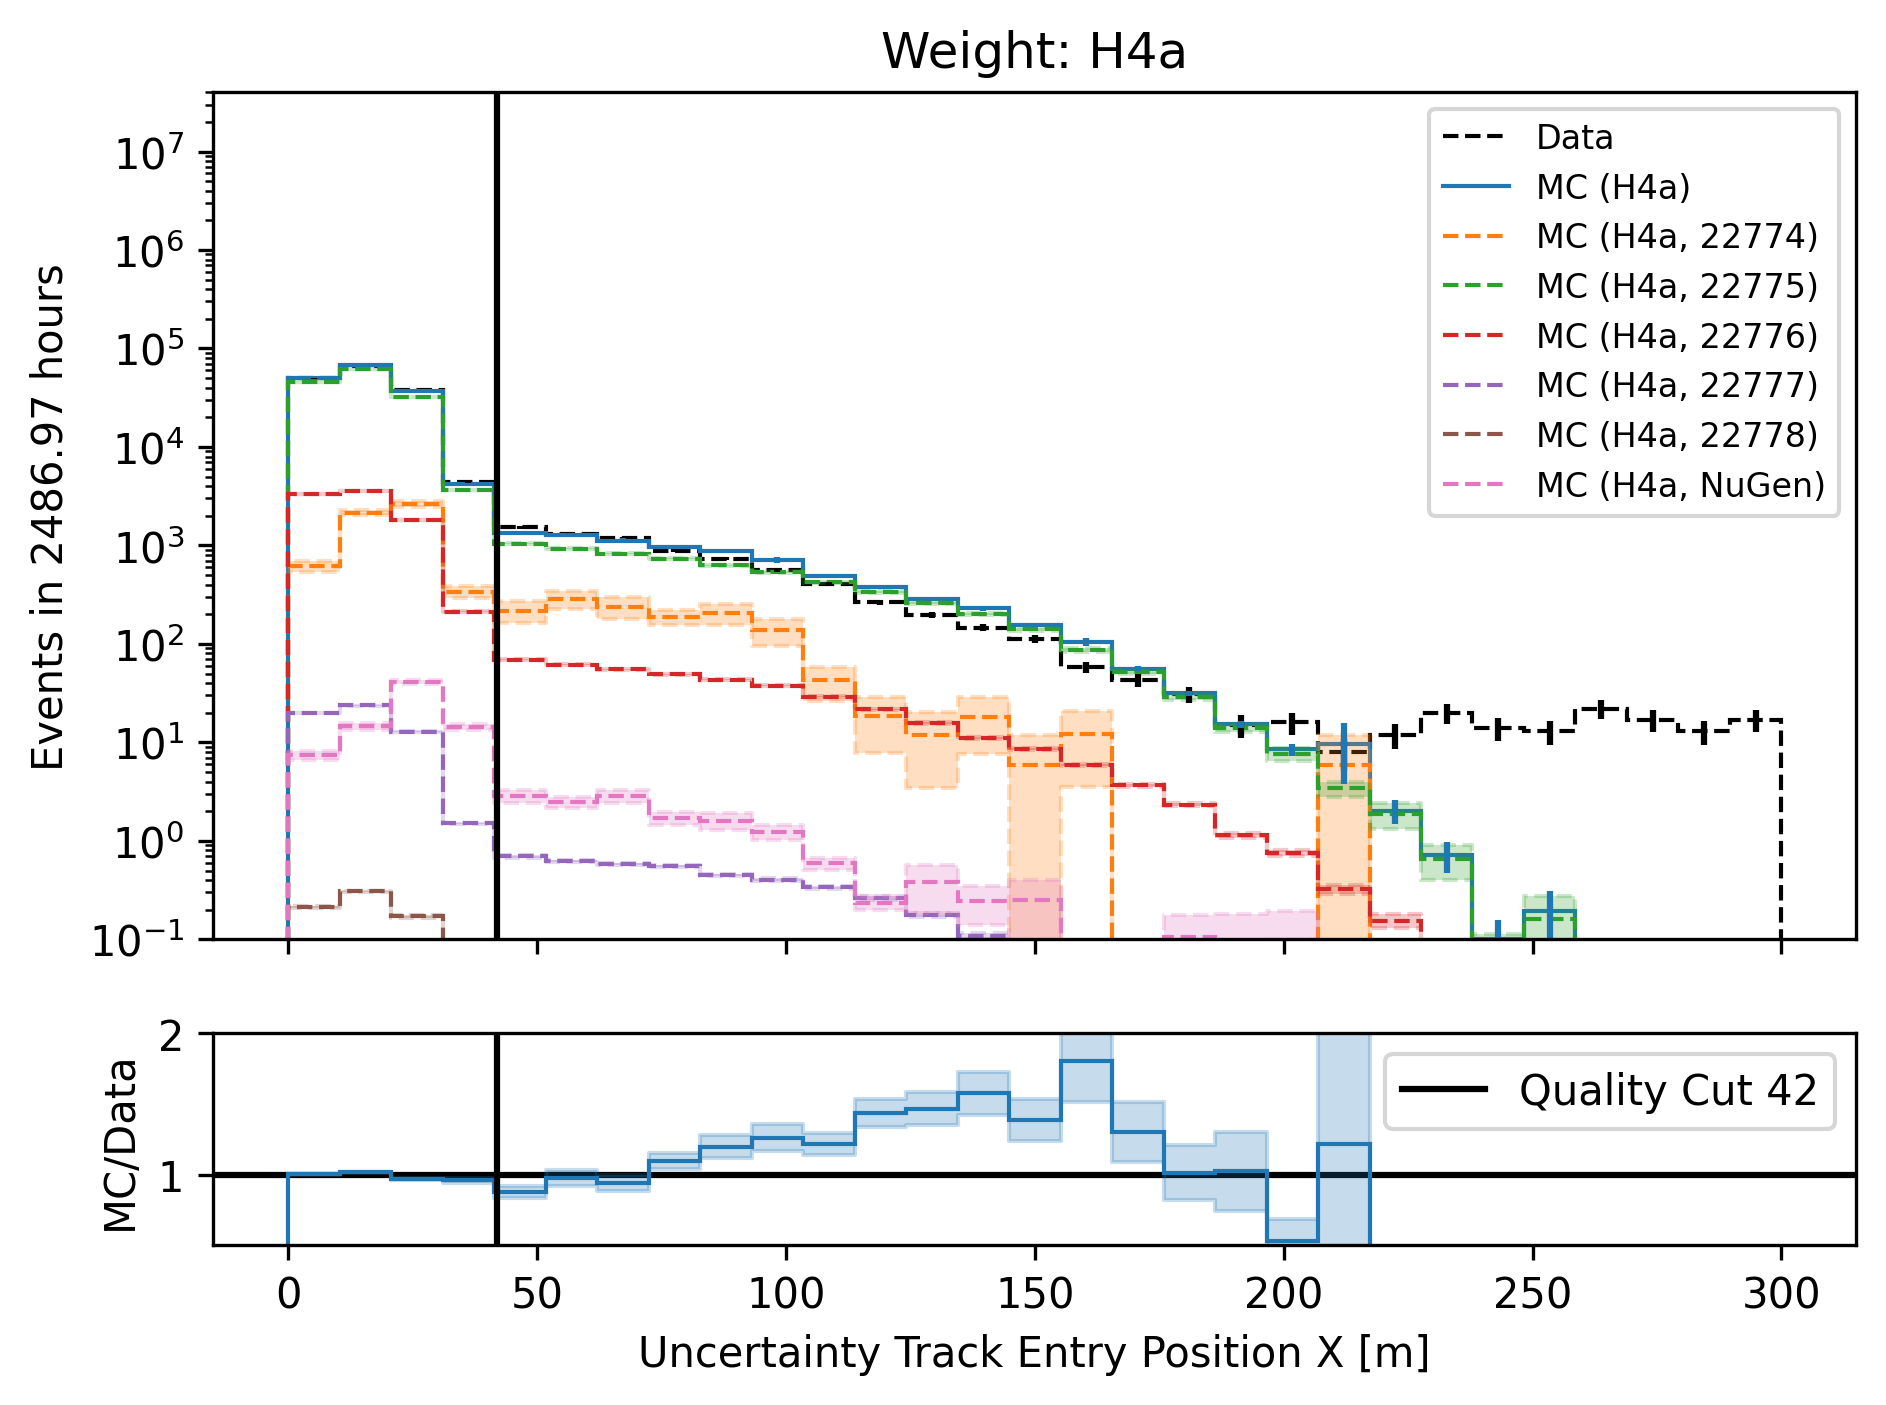 Weight: H4a
Events in 2486.97 hours
10⁷
10⁶
10⁵
10⁴
10³
10²
10¹
10⁰
10⁻¹
Data
MC (H4a)
MC (H4a, 22774)
MC (H4a, 22775)
MC (H4a, 22776)
MC (H4a, 22777)
MC (H4a, 22778)
MC (H4a, NuGen)
MC/Data
2
1
Quality Cut 42
0 50 100 150 200 250 300
Uncertainty Track Entry Position X [m]